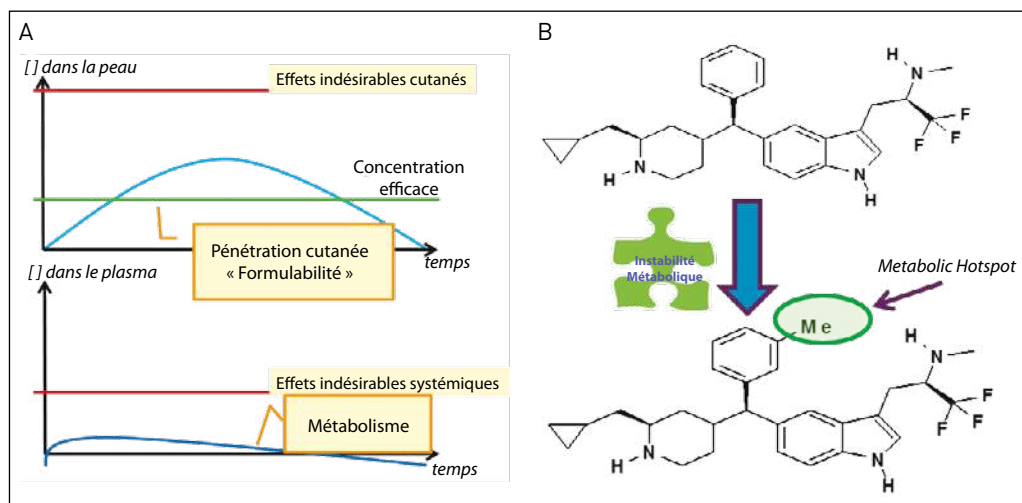 A
[ ] dans la peau
Effets indésirables cutanés
Concentration
efficace
Pénétration cutanée
« Formulabilité »
temps
[ ] dans le plasma
Effets indésirables systémiques
Métabolisme
temps
B
H
N
F
F
F
N
H
N
H
Instabilité
Métabolique
Metabolic Hotspot
Me
H
N
F
F
F
H
N
N
H